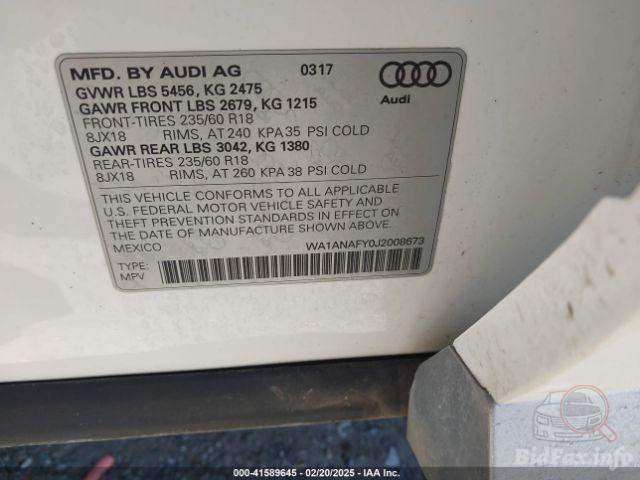 MFD. BY AUDI AG 0317
GVWR LBS 5456, KG 2475
GAWR FRONT LBS 2679, KG 1215
FRONT-TIRES 235/60 R18
8JX18 RIMS, AT 240 KPA 35 PSI COLD
GAWR REAR LBS 3042, KG 1380
REAR-TIRES 235/60 R18
8JX18 RIMS, AT 260 KPA 38 PSI COLD
Audi
THIS VEHICLE CONFORMS TO ALL APPLICABLE
U.S. FEDERAL MOTOR VEHICLE SAFETY AND
THEFT PREVENTION STANDARDS IN EFFECT ON
THE DATE OF MANUFACTURE SHOWN ABOVE.
MEXICO WA1ANAFY0J2008673
TYPE:
MPV
BidFax.info
000-41589645 - 02/20/2025 - IAA Inc.